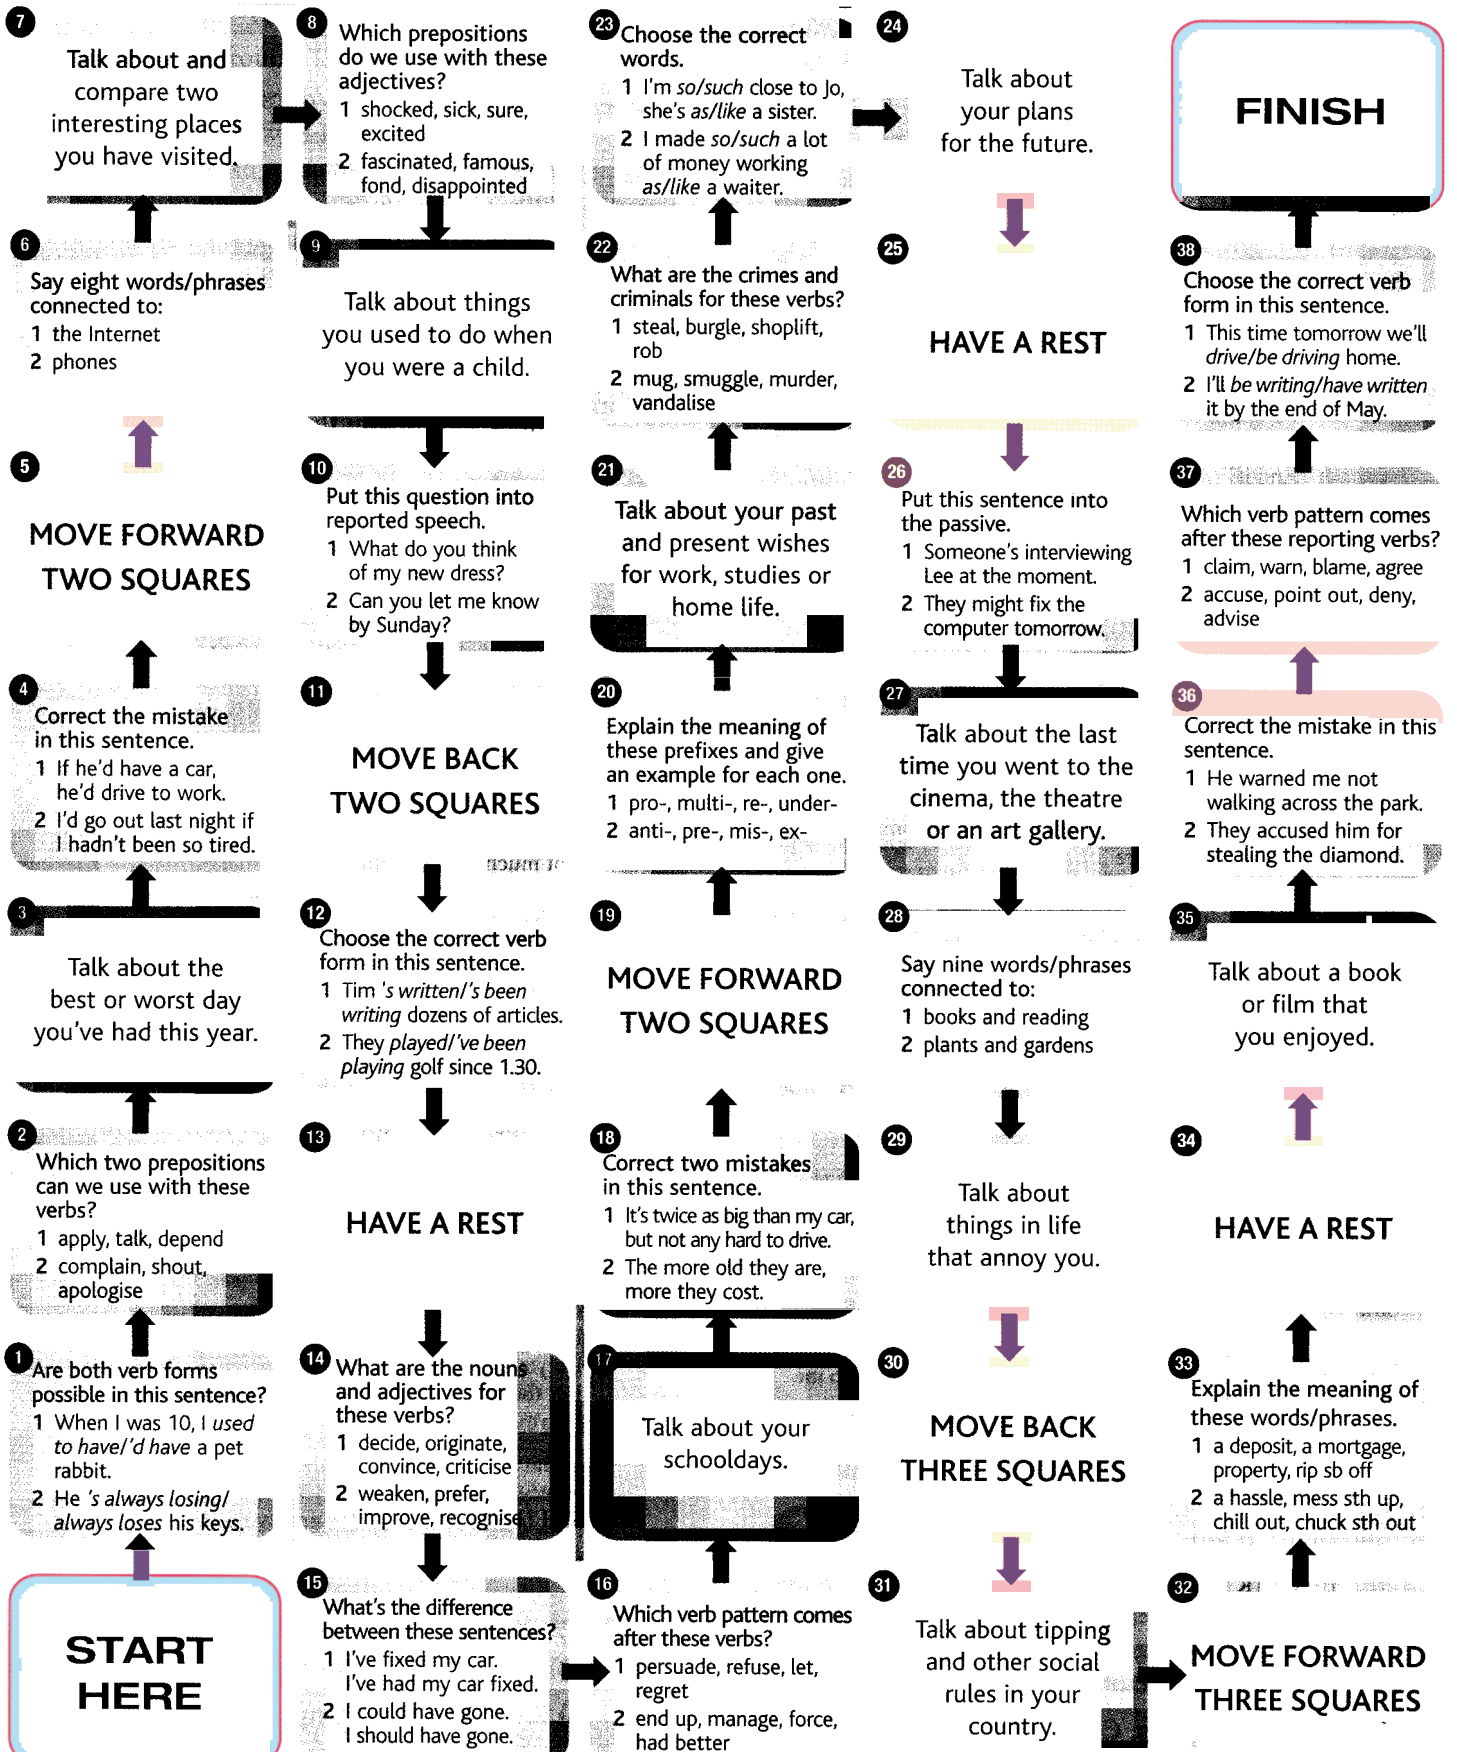 7
Talk about and
compare two
interesting places
you have visited.
8
Which prepositions
do we use with these
adjectives?
1 shocked, sick, sure,
excited
2 fascinated, famous,
fond, disappointed
23
Choose the correct
words.
1 I'm so/such close to Jo,
she's as/like a sister.
2 I made so/such a lot
of money working
as/like a waiter.
24
Talk about
your plans
for the future.
FINISH
6
Say eight words/phrases
connected to:
1 the Internet
2 phones
9
Talk about things
you used to do when
you were a child.
22
What are the crimes and
criminals for these verbs?
1 steal, burgle, shoplift,
rob
2 mug, smuggle, murder,
vandalise
25
HAVE A REST
38
Choose the correct verb
form in this sentence.
1 This time tomorrow we'll
drive/be driving home.
2 I'll be writing/have written
it by the end of May.
5
MOVE FORWARD
TWO SQUARES
10
Put this question into
reported speech.
1 What do you think
of my new dress?
2 Can you let me know
by Sunday?
21
Talk about your past
and present wishes
for work, studies or
home life.
26
Put this sentence into
the passive.
1 Someone's interviewing
Lee at the moment.
2 They might fix the
computer tomorrow.
37
Which verb pattern comes
after these reporting verbs?
1 claim, warn, blame, agree
2 accuse, point out, deny,
advise
4
Correct the mistake
in this sentence.
1 If he'd have a car,
he'd drive to work.
2 I'd go out last night if
I hadn't been so tired.
11
MOVE BACK
TWO SQUARES
20
Explain the meaning of
these prefixes and give
an example for each one.
1 pro-, multi-, re-, under-
2 anti-, pre-, mis-, ex-
27
Talk about the last
time you went to the
cinema, the theatre
or an art gallery.
36
Correct the mistake in this
sentence.
1 He warned me not
walking across the park.
2 They accused him for
stealing the diamond.
3
Talk about the
best or worst day
you've had this year.
12
Choose the correct verb
form in this sentence.
1 Tim 's written/'s been
writing dozens of articles.
2 They played/'ve been
playing golf since 1.30.
19
MOVE FORWARD
TWO SQUARES
28
Say nine words/phrases
connected to:
1 books and reading
2 plants and gardens
35
Talk about a book
or film that
you enjoyed.
2
Which two prepositions
can we use with these
verbs?
1 apply, talk, depend
2 complain, shout,
apologise
13
HAVE A REST
18
Correct two mistakes
in this sentence.
1 It's twice as big than my car,
but not any hard to drive.
2 The more old they are,
more they cost.
29
Talk about
things in life
that annoy you.
34
HAVE A REST
1
Are both verb forms
possible in this sentence?
1 When I was 10, I used
to have/'d have a pet
rabbit.
2 He 's always losing/
always loses his keys.
14
What are the nouns
and adjectives for
these verbs?
1 decide, originate,
convince, criticise
2 weaken, prefer,
improve, recognise
17
Talk about your
schooldays.
30
MOVE BACK
THREE SQUARES
33
Explain the meaning of
these words/phrases.
1 a deposit, a mortgage,
property, rip sb off
2 a hassle, mess sth up,
chill out, chuck sth out
START
HERE
15
What's the difference
between these sentences?
1 I've fixed my car.
I've had my car fixed.
2 I could have gone.
I should have gone.
16
Which verb pattern comes
after these verbs?
1 persuade, refuse, let,
regret
2 end up, manage, force,
had better
31
Talk about tipping
and other social
rules in your
country.
32
MOVE FORWARD
THREE SQUARES